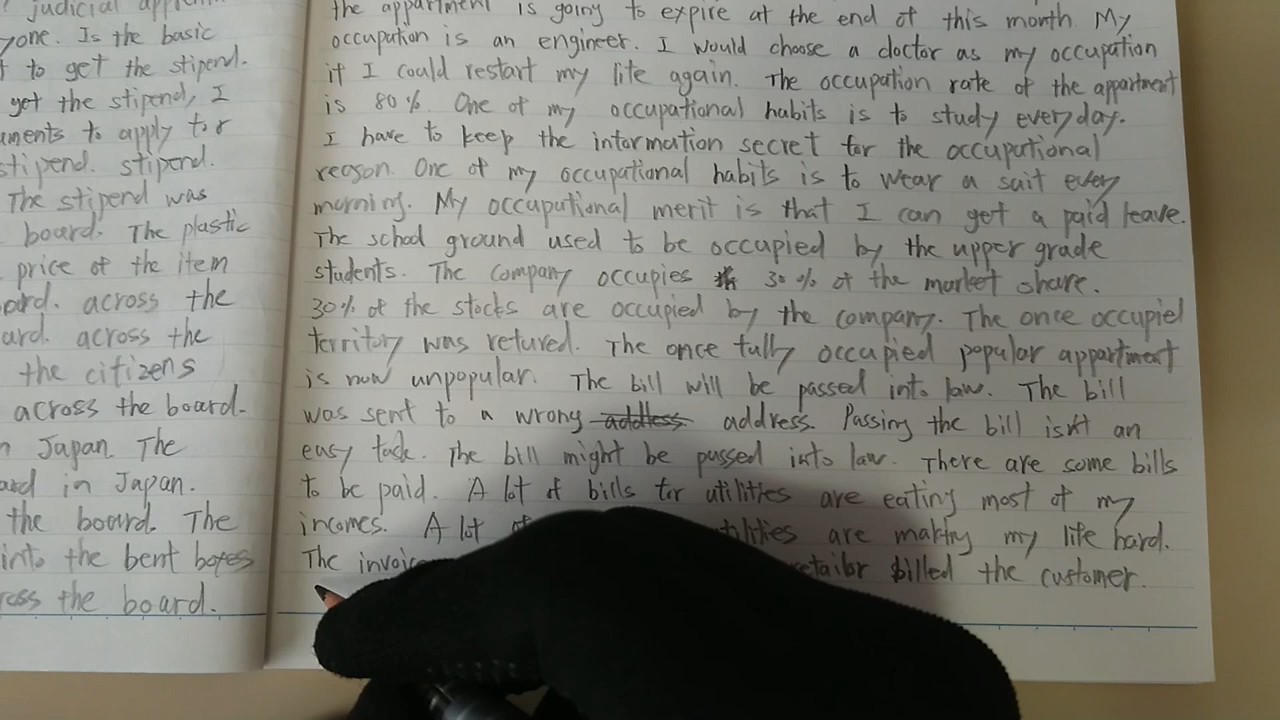 judicial
yone. Is the basic
to get the stipend.
get the stipend, I
uments to apply for
stipend. stipend.
The stipend was
board. The plastic
price of the item
oard. across the
ard. across the
the citizens
across the board.
n Japan. The
ard in Japan.
the board. The
into the bent boxes
ross the board.
the appartment is going to expire at the end of this month. My
occupation is an engineer. I would choose a doctor as my occupation
if I could restart my life again. The occupation rate of the appartment
is 80%. One of my occupational habits is to study everyday.
I have to keep the information secret for the occupational
reason. One of my occupational habits is to wear a sait every
morning. My occupational merit is that I can get a paid leave.
The school ground used to be occupied by the upper grade
students. The company occupies 30% of the market share.
30% of the stocks are occupied by the company. The once occupied
territory was retured. The once fully occupied popular appartment
is now unpopular. The bill will be passed into law. The bill
was sent to a wrong addless address. Passing the bill isn't an
easy task. The bill might be passed into law. There are some bills
to be paid. A lot of bills for utilities are eating most of my
incomes. A lot of utilities are making my life hard.
The invoice retailor billed the customer.